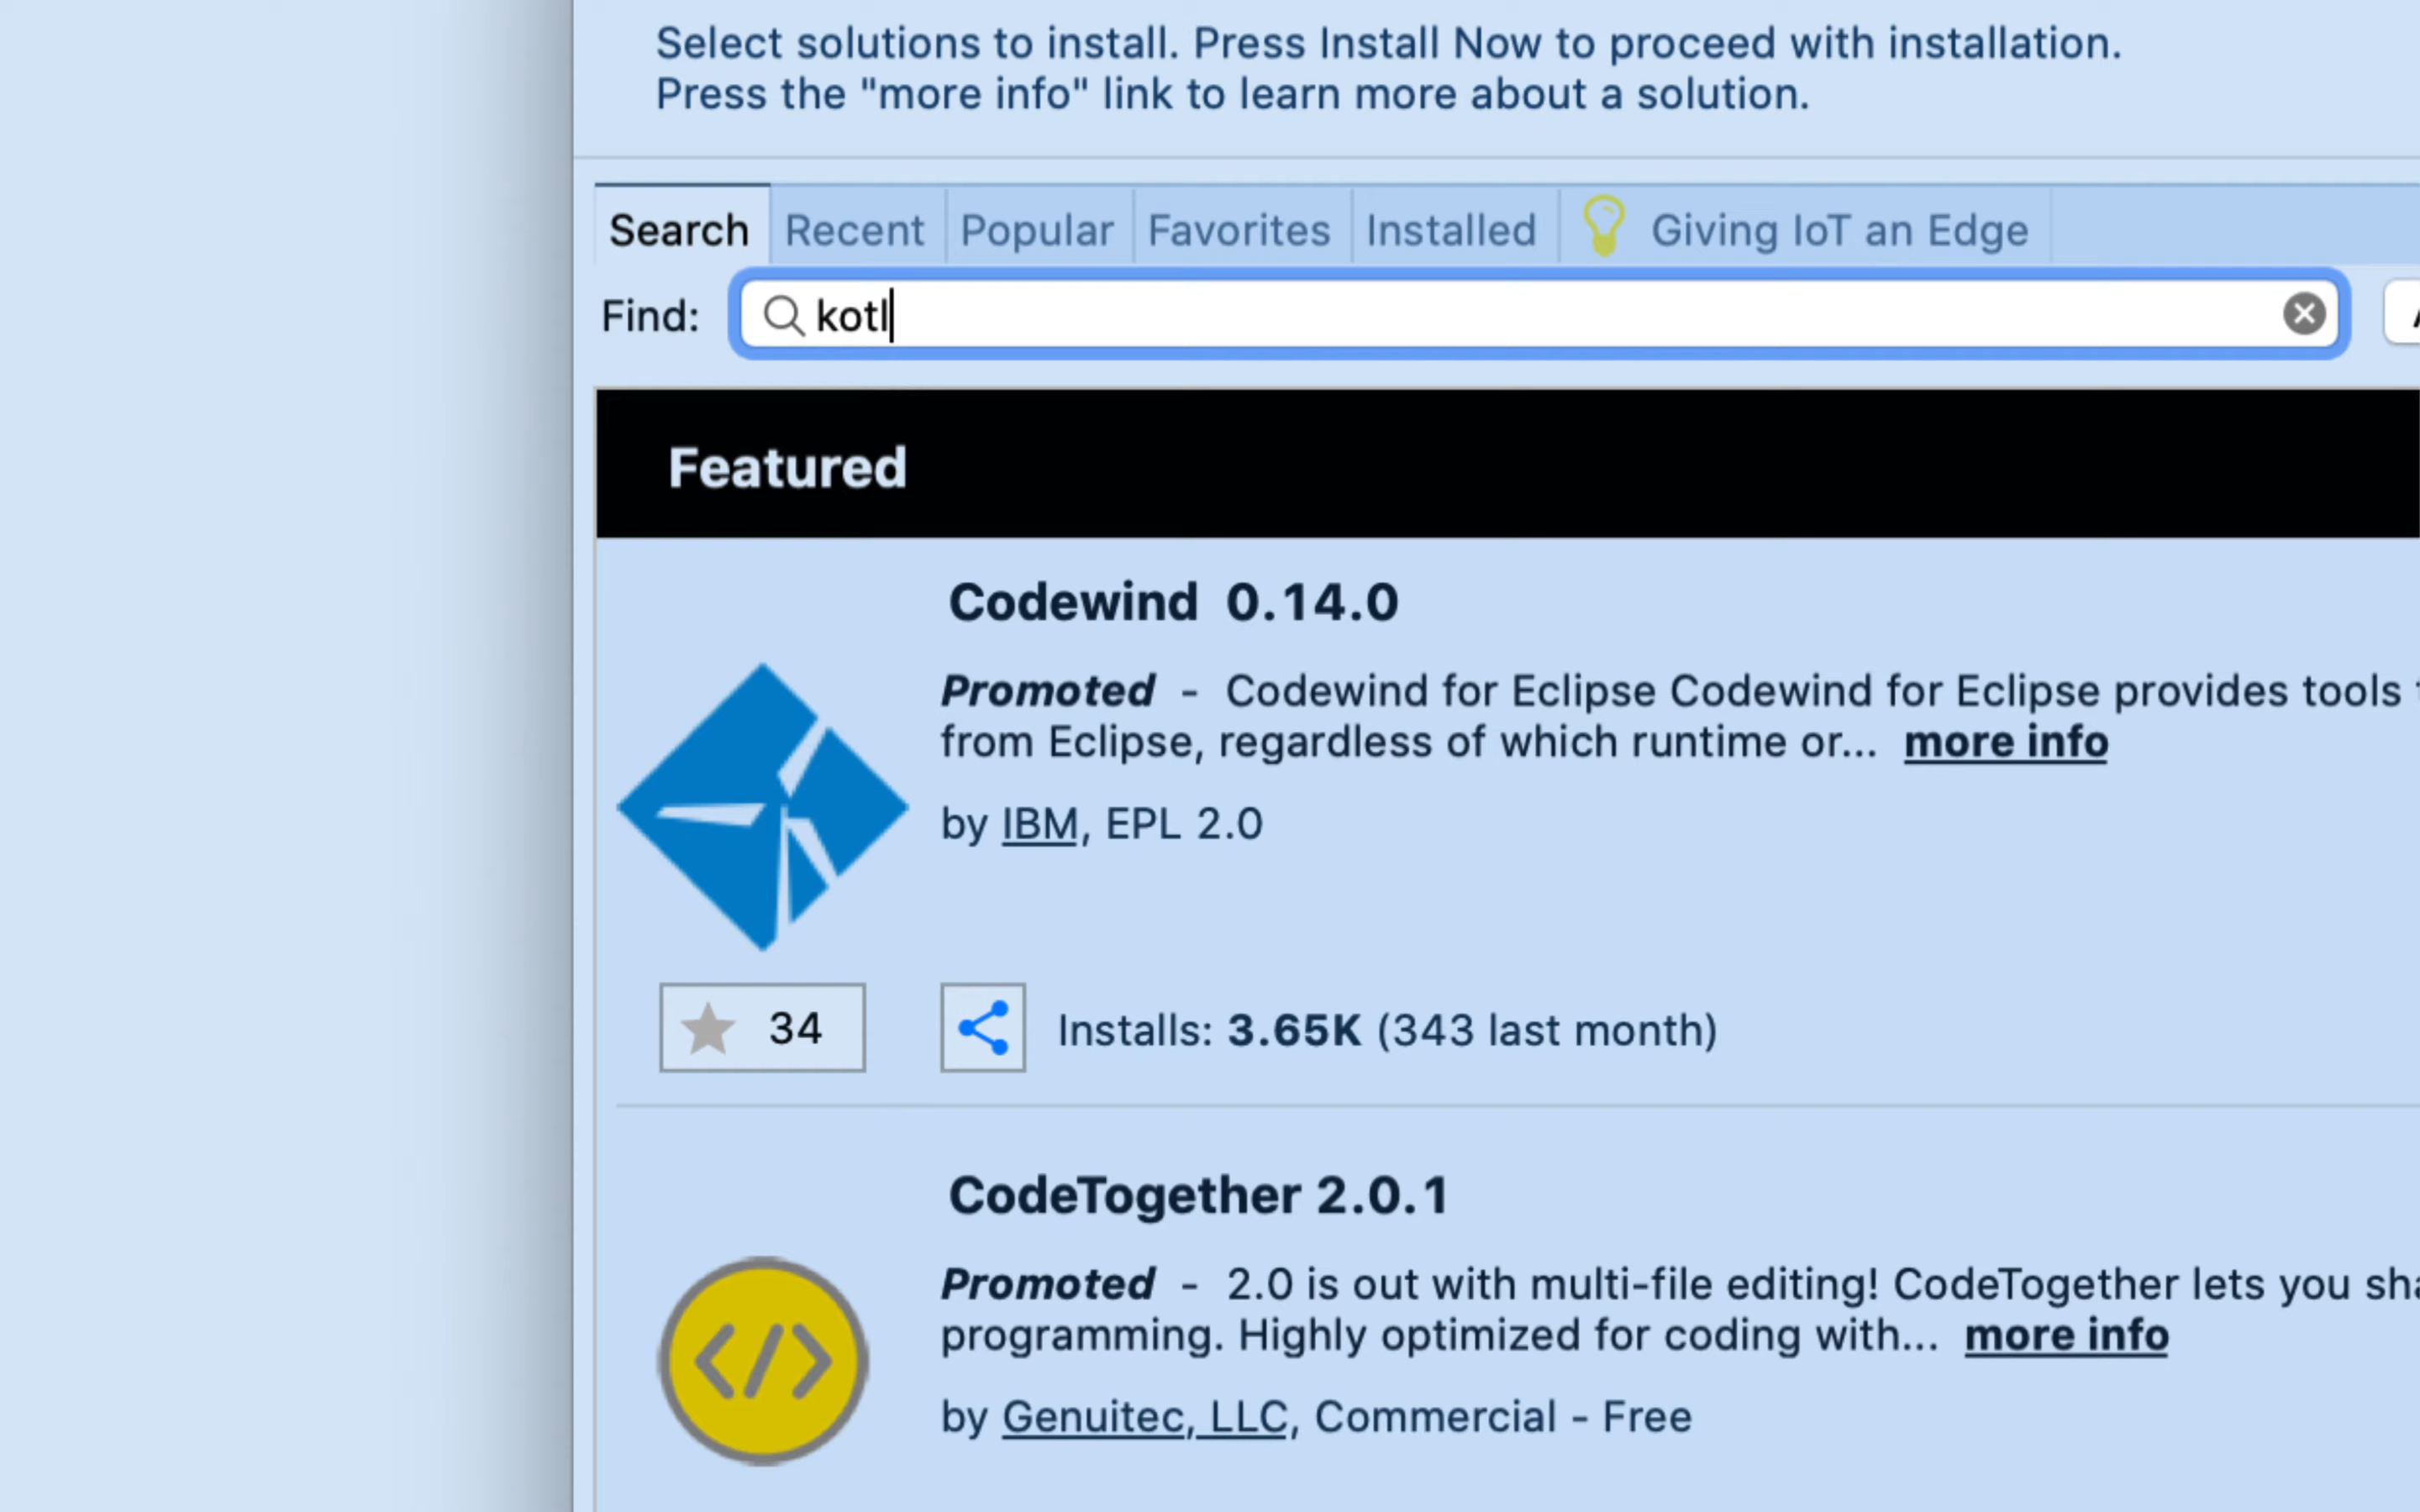 Select solutions to install. Press Install Now to proceed with installation.
Press the "more info" link to learn more about a solution.
Search Recent Popular Favorites Installed Giving IoT an Edge
Find: kotl
Featured
Codewind 0.14.0
Promoted - Codewind for Eclipse Codewind for Eclipse provides tools
from Eclipse, regardless of which runtime or... more info
by IBM, EPL 2.0
34 Installs: 3.65K (343 last month)
CodeTogether 2.0.1
Promoted - 2.0 is out with multi-file editing! CodeTogether lets you
programming. Highly optimized for coding with... more info
</> by Genuitec, LLC, Commercial - Free